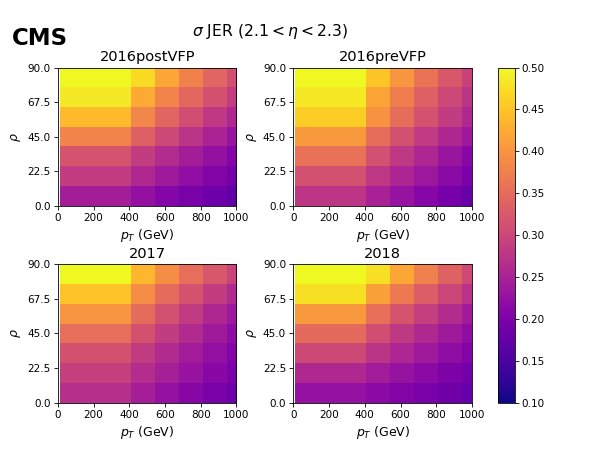 CMS
σ JER (2.1 < η < 2.3)
2016postVFP
2016preVFP
90.0
67.5
45.0
22.5
0.0
ρ
0 200 400 600 800 1000
p_T (GeV)
90.0
67.5
45.0
22.5
0.0
ρ
0 200 400 600 800 1000
p_T (GeV)
2017
2018
90.0
67.5
45.0
22.5
0.0
ρ
0 200 400 600 800 1000
p_T (GeV)
90.0
67.5
45.0
22.5
0.0
ρ
0 200 400 600 800 1000
p_T (GeV)
0.50
0.45
0.40
0.35
0.30
0.25
0.20
0.15
0.10